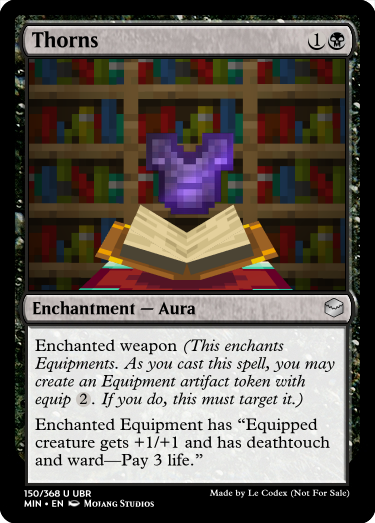 Thorns 1
Enchantment — Aura
Enchanted weapon (This enchants
Equipments. As you cast this spell, you may
create an Equipment artifact token with
equip 2. If you do, this must target it.)
Enchanted Equipment has “Equipped
creature gets +1/+1 and has deathtouch
and ward—Pay 3 life.”
150/368 U UBR
MIN • EN Mojang Studios
Made by Le Codex (Not For Sale)